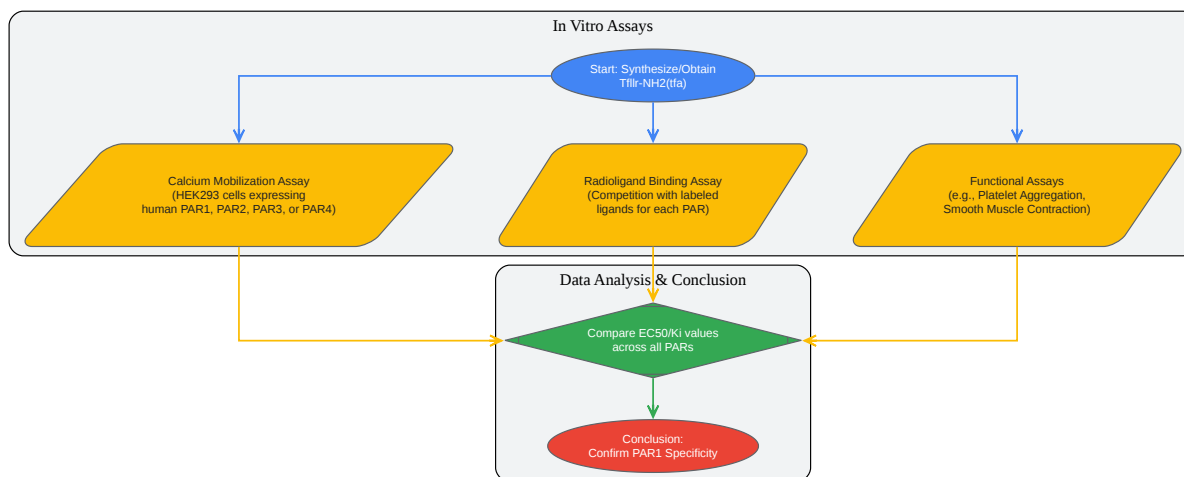 In Vitro Assays
Start: Synthesize/Obtain
Tfllr-NH2(tfa)
Calcium Mobilization Assay
(HEK293 cells expressing
human PAR1, PAR2, PAR3, or PAR4)
Radioligand Binding Assay
(Competition with labeled
ligands for each PAR)
Functional Assays
(e.g., Platelet Aggregation,
Smooth Muscle Contraction)
Data Analysis & Conclusion
Compare EC50/Ki values
across all PARs
Conclusion:
Confirm PAR1 Specificity